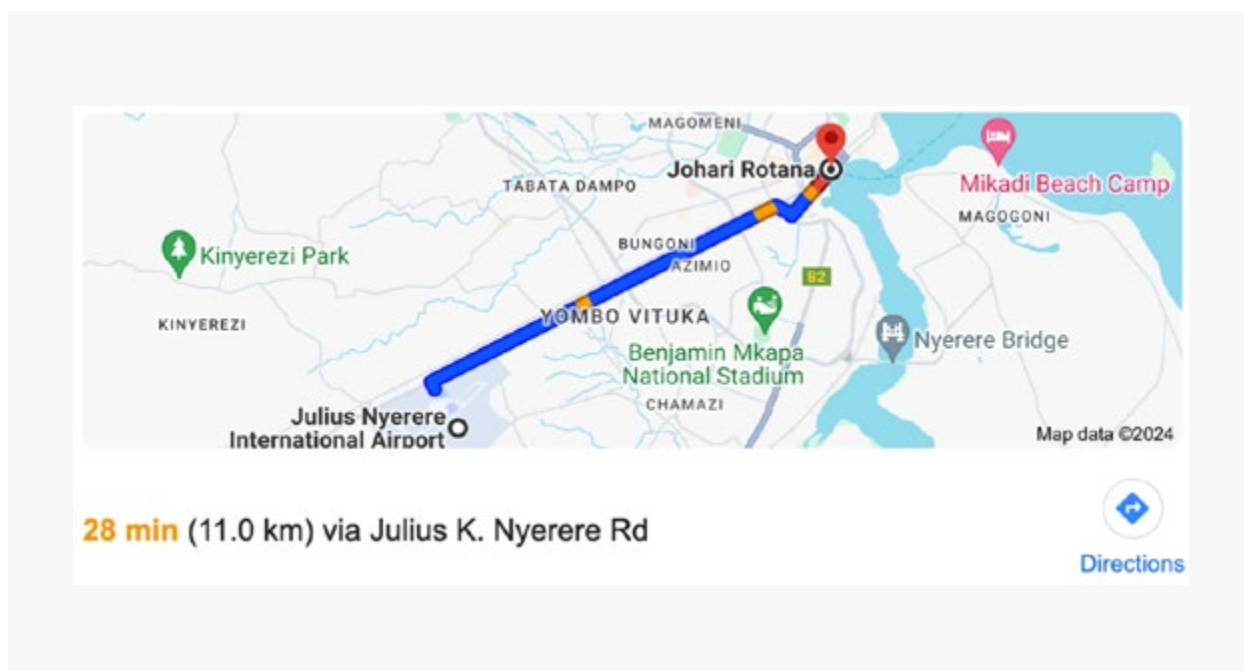 MAGOMENI
Johari Rotana
TABATA DAMPO
Mikadi Beach Camp
MAGOGONI
BUNGONI
Kinyerezi Park
AZIMIO
B2
KINYEREZI
YOMBO VITUKA
Nyerere Bridge
Benjamin Mkapa
National Stadium
CHAMAZI
Julius Nyerere
International Airport
Map data ©2024
28 min (11.0 km) via Julius K. Nyerere Rd
Directions